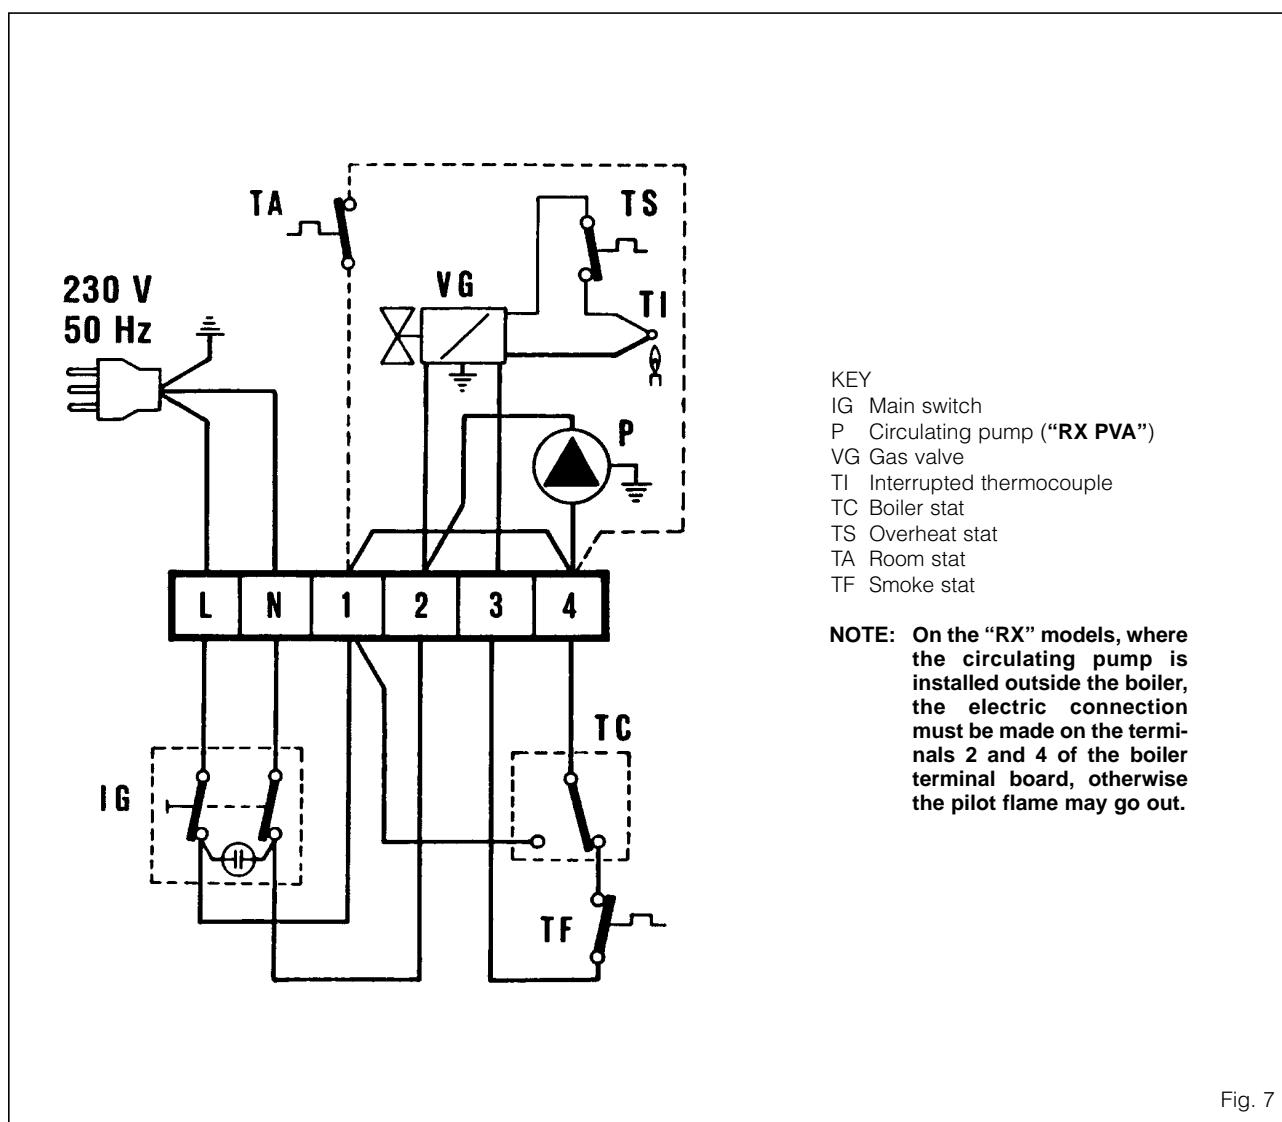 TA
TS
VG
TI
230 V
50 Hz
P
L N 1 2 3 4
TC
IG
TF
KEY
IG Main switch
P Circulating pump (“RX PVA”)
VG Gas valve
TI Interrupted thermocouple
TC Boiler stat
TS Overheat stat
TA Room stat
TF Smoke stat
NOTE: On the “RX” models, where
the circulating pump is
installed outside the boiler,
the electric connection
must be made on the termi-
nals 2 and 4 of the boiler
terminal board, otherwise
the pilot flame may go out.
Fig. 7